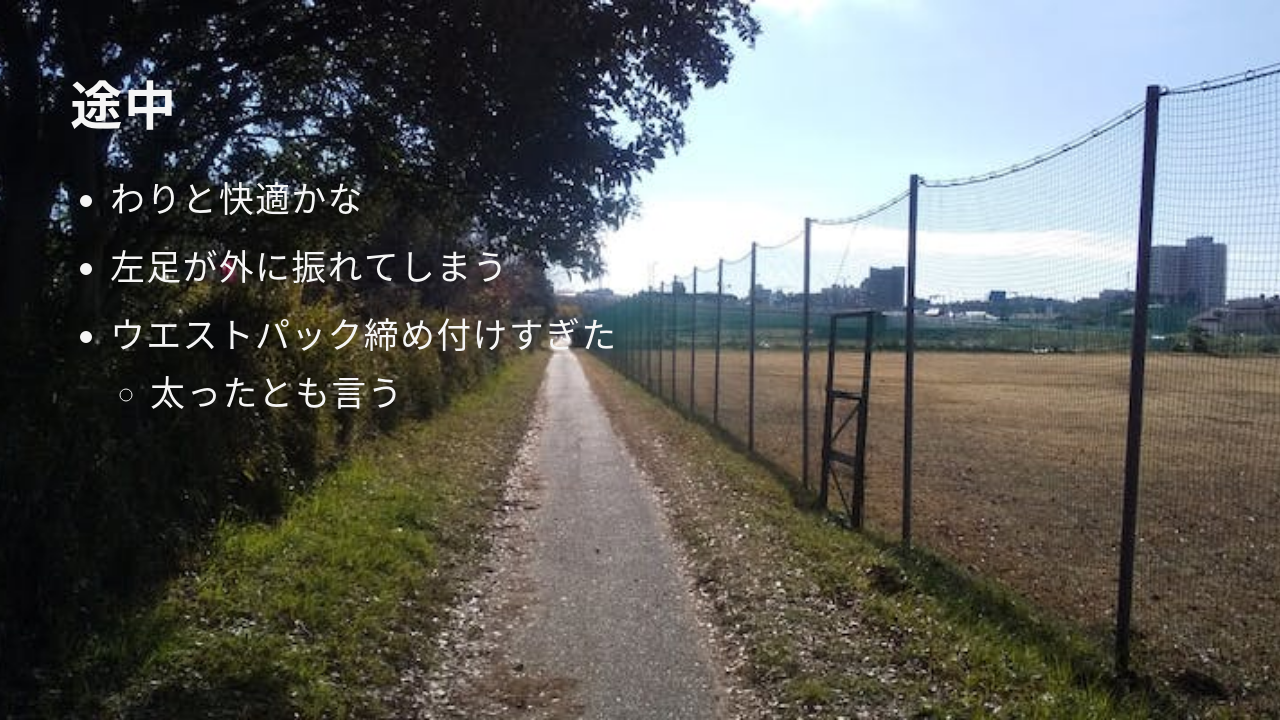 途中
• わりと快適かな
• 左足が外に振れてしまう
• ウエストパック締め付けすぎた
◦ 太ったとも言う